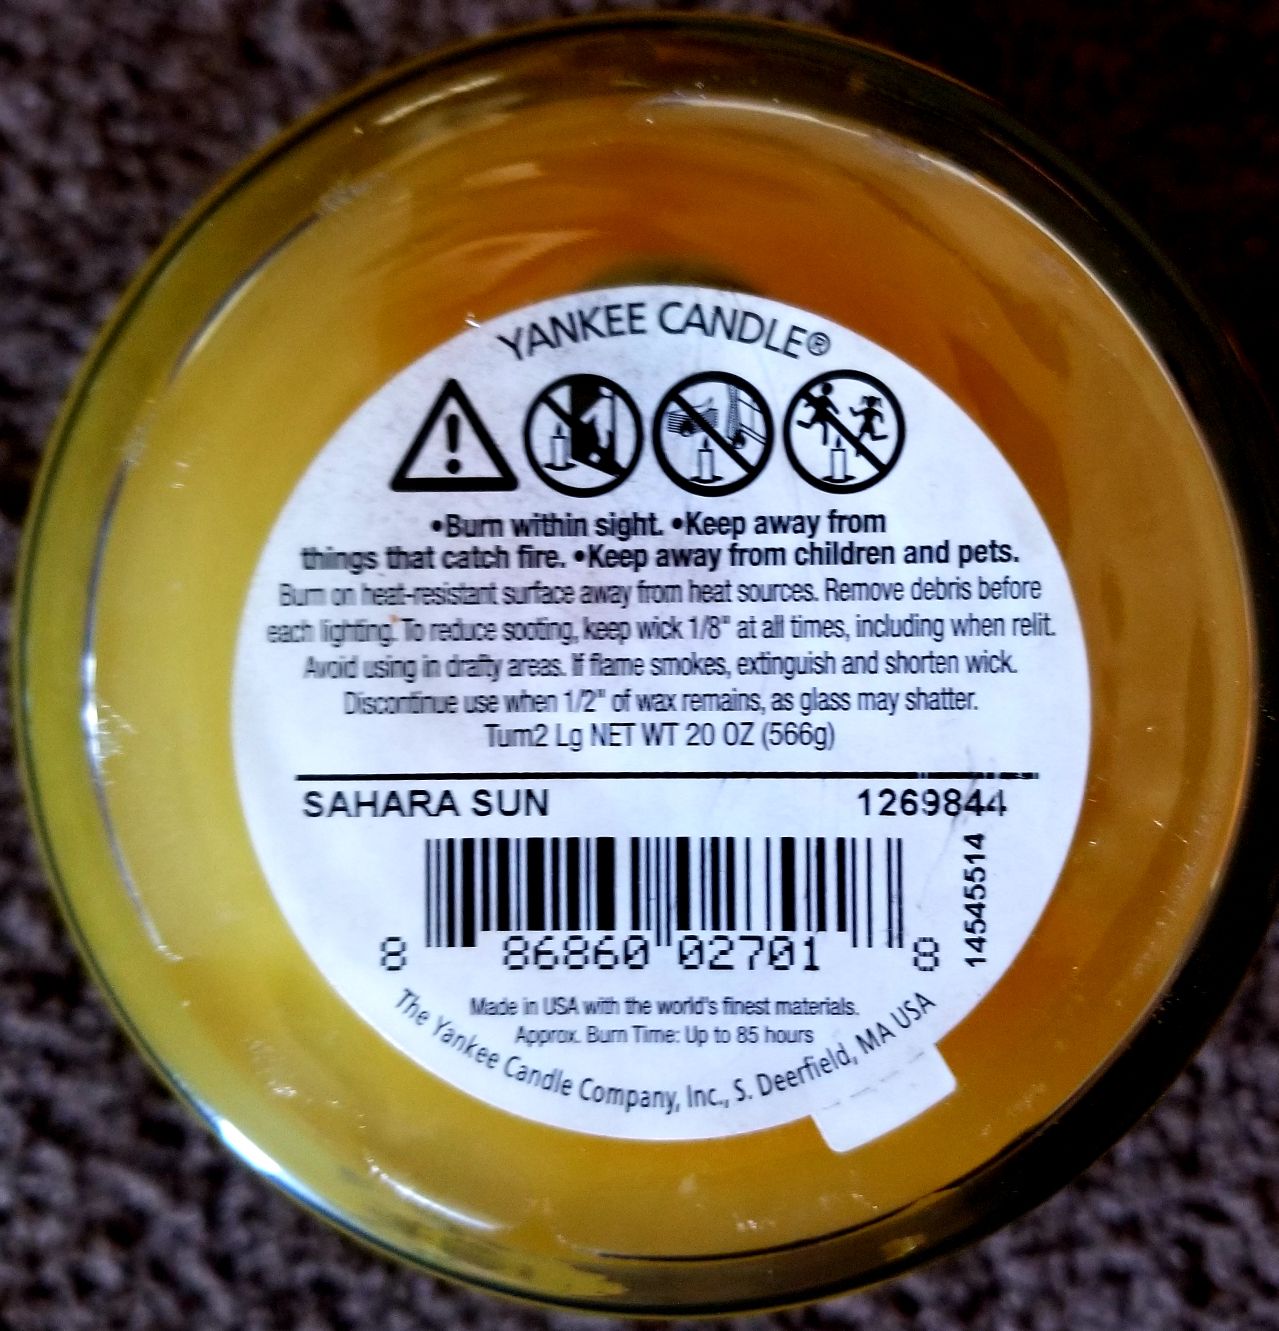 YANKEE CANDLE®
•Burn within sight. •Keep away from
things that catch fire. •Keep away from children and pets.
Burn on heat-resistant surface away from heat sources. Remove debris before
each lighting. To reduce sooting, keep wick 1/8" at all times, including when relit.
Avoid using in drafty areas. If flame smokes, extinguish and shorten wick.
Discontinue use when 1/2" of wax remains, as glass may shatter.
Tum2 Lg NET WT 20 OZ (566g)
SAHARA SUN 1269844
14545514
8 86860 02701 8
Made in USA with the world's finest materials.
Approx. Burn Time: Up to 85 hours
The Yankee Candle Company, Inc., S. Deerfield, MA USA